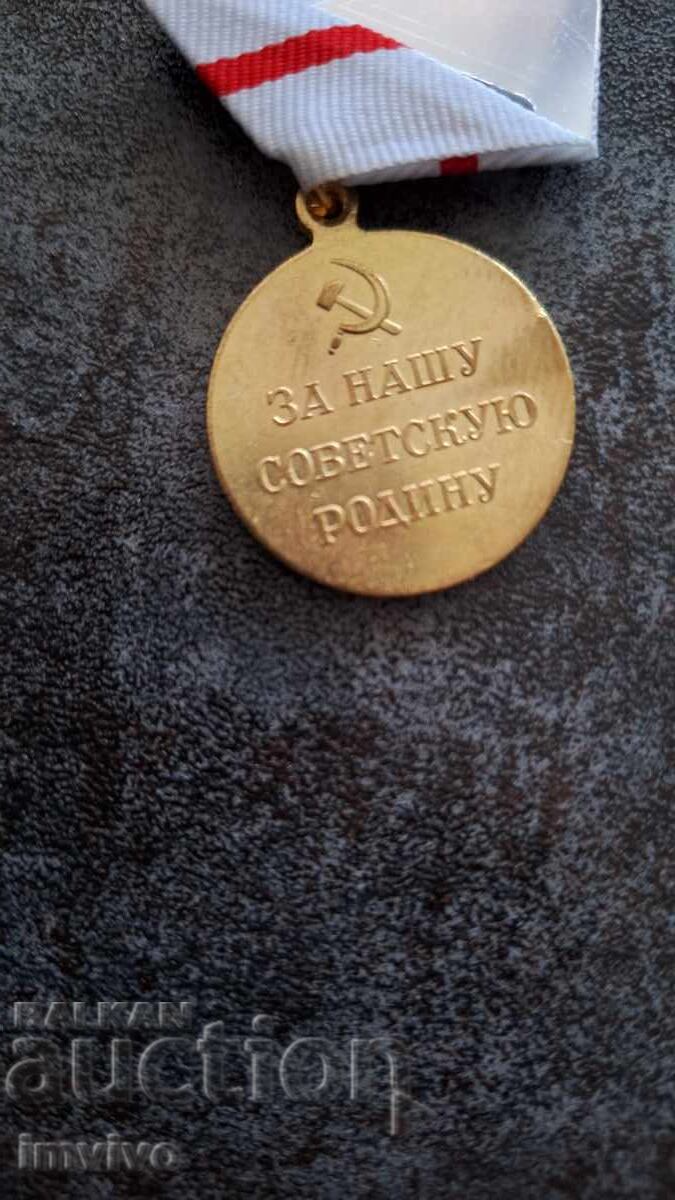 ЗА НАШУ
СОВЕТСКУЮ
РОДИНУ
BALKAN
auction
imvivo